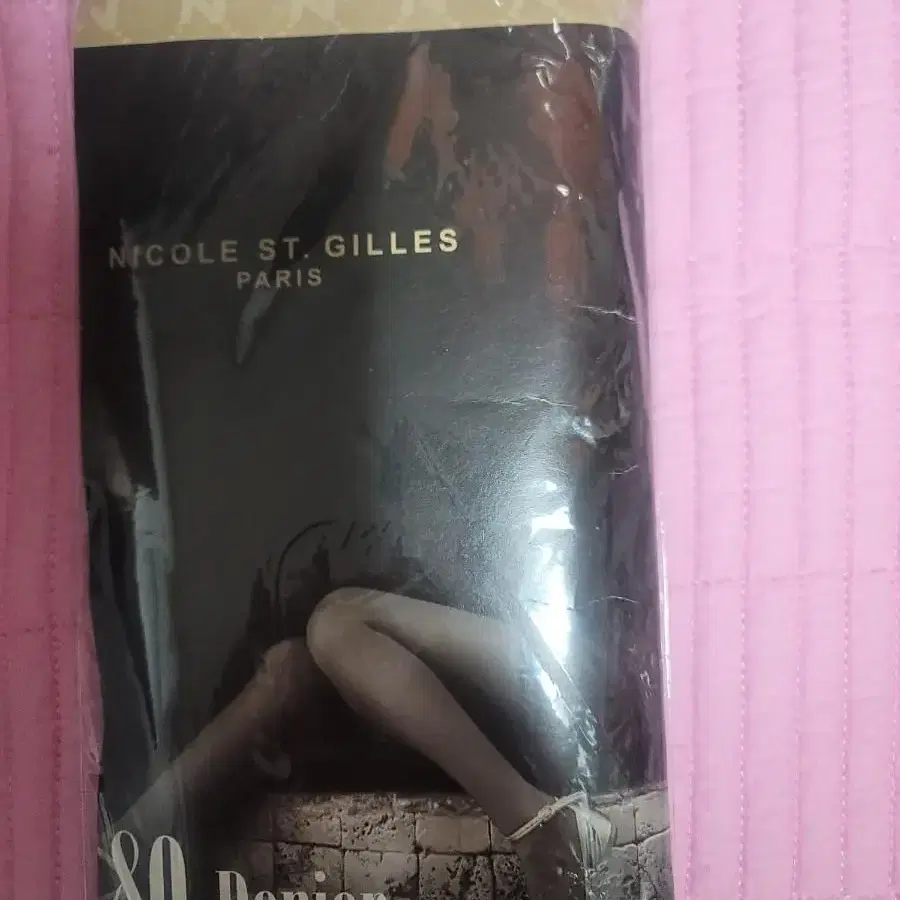 N N N
NICOLE ST. GILLES
PARIS
80 Denier